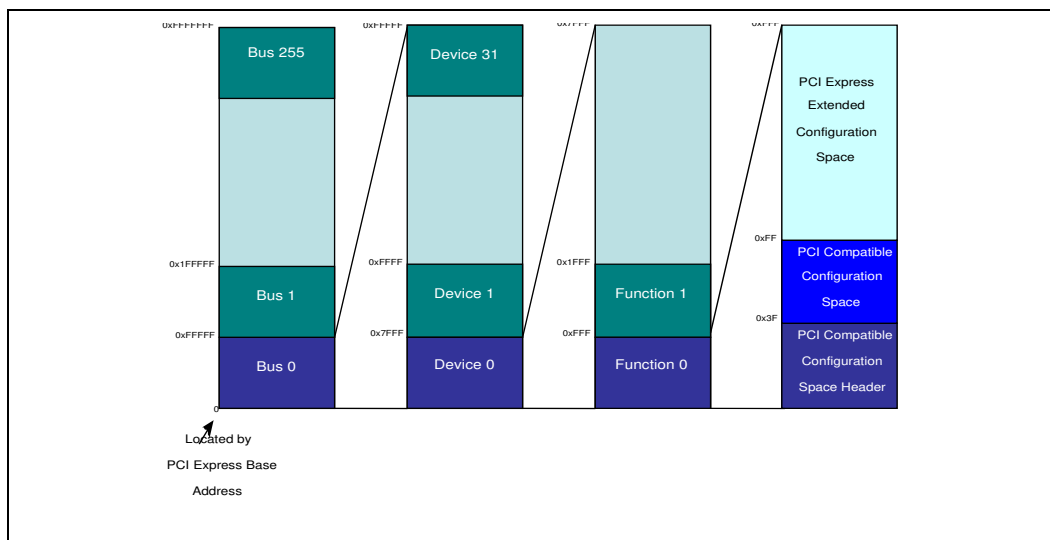 0xFFFFFFF
Bus 255
0x1FFFFF
Bus 1
0xFFFFF
Bus 0
0
Located by
PCI Express Base
Address
0xFFFFF
Device 31
0xFFFF
Device 1
0x7FFF
Device 0
0x7FFF
0x1FFF
Function 1
0xFFF
Function 0
0xFFF
PCI Express
Extended
Configuration
Space
0xFF
PCI Compatible
Configuration
Space
0x3F
PCI Compatible
Configuration
Space Header